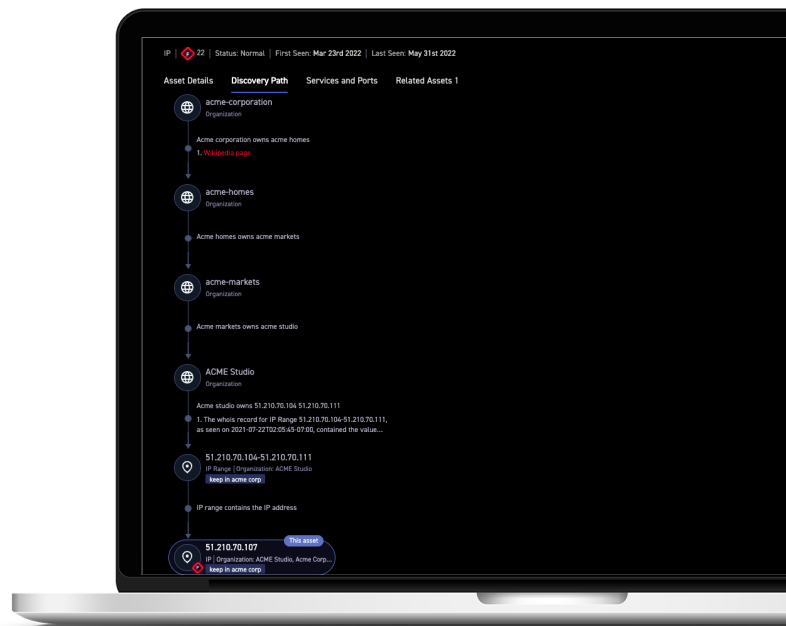 IP | F 22 | Status: Normal | First Seen: Mar 23rd 2022 | Last Seen: May 31st 2022
Asset Details Discovery Path Services and Ports Related Assets 1
acme-corporation
Organization
Acme corporation owns acme homes
1. Wikipedia page
acme-homes
Organization
Acme homes owns acme markets
acme-markets
Organization
Acme markets owns acme studio
ACME Studio
Organization
Acme studio owns 51.210.70.104 51.210.70.111
1. The whois record for IP Range 51.210.70.104-51.210.70.111,
as seen on 2021-07-22T02:05:45-07:00, contained the value...
51.210.70.104-51.210.70.111
IP Range | Organization: ACME Studio
keep in acme corp
IP range contains the IP address
This asset
51.210.70.107
IP | Organization: ACME Studio, Acme Corp...
F keep in acme corp